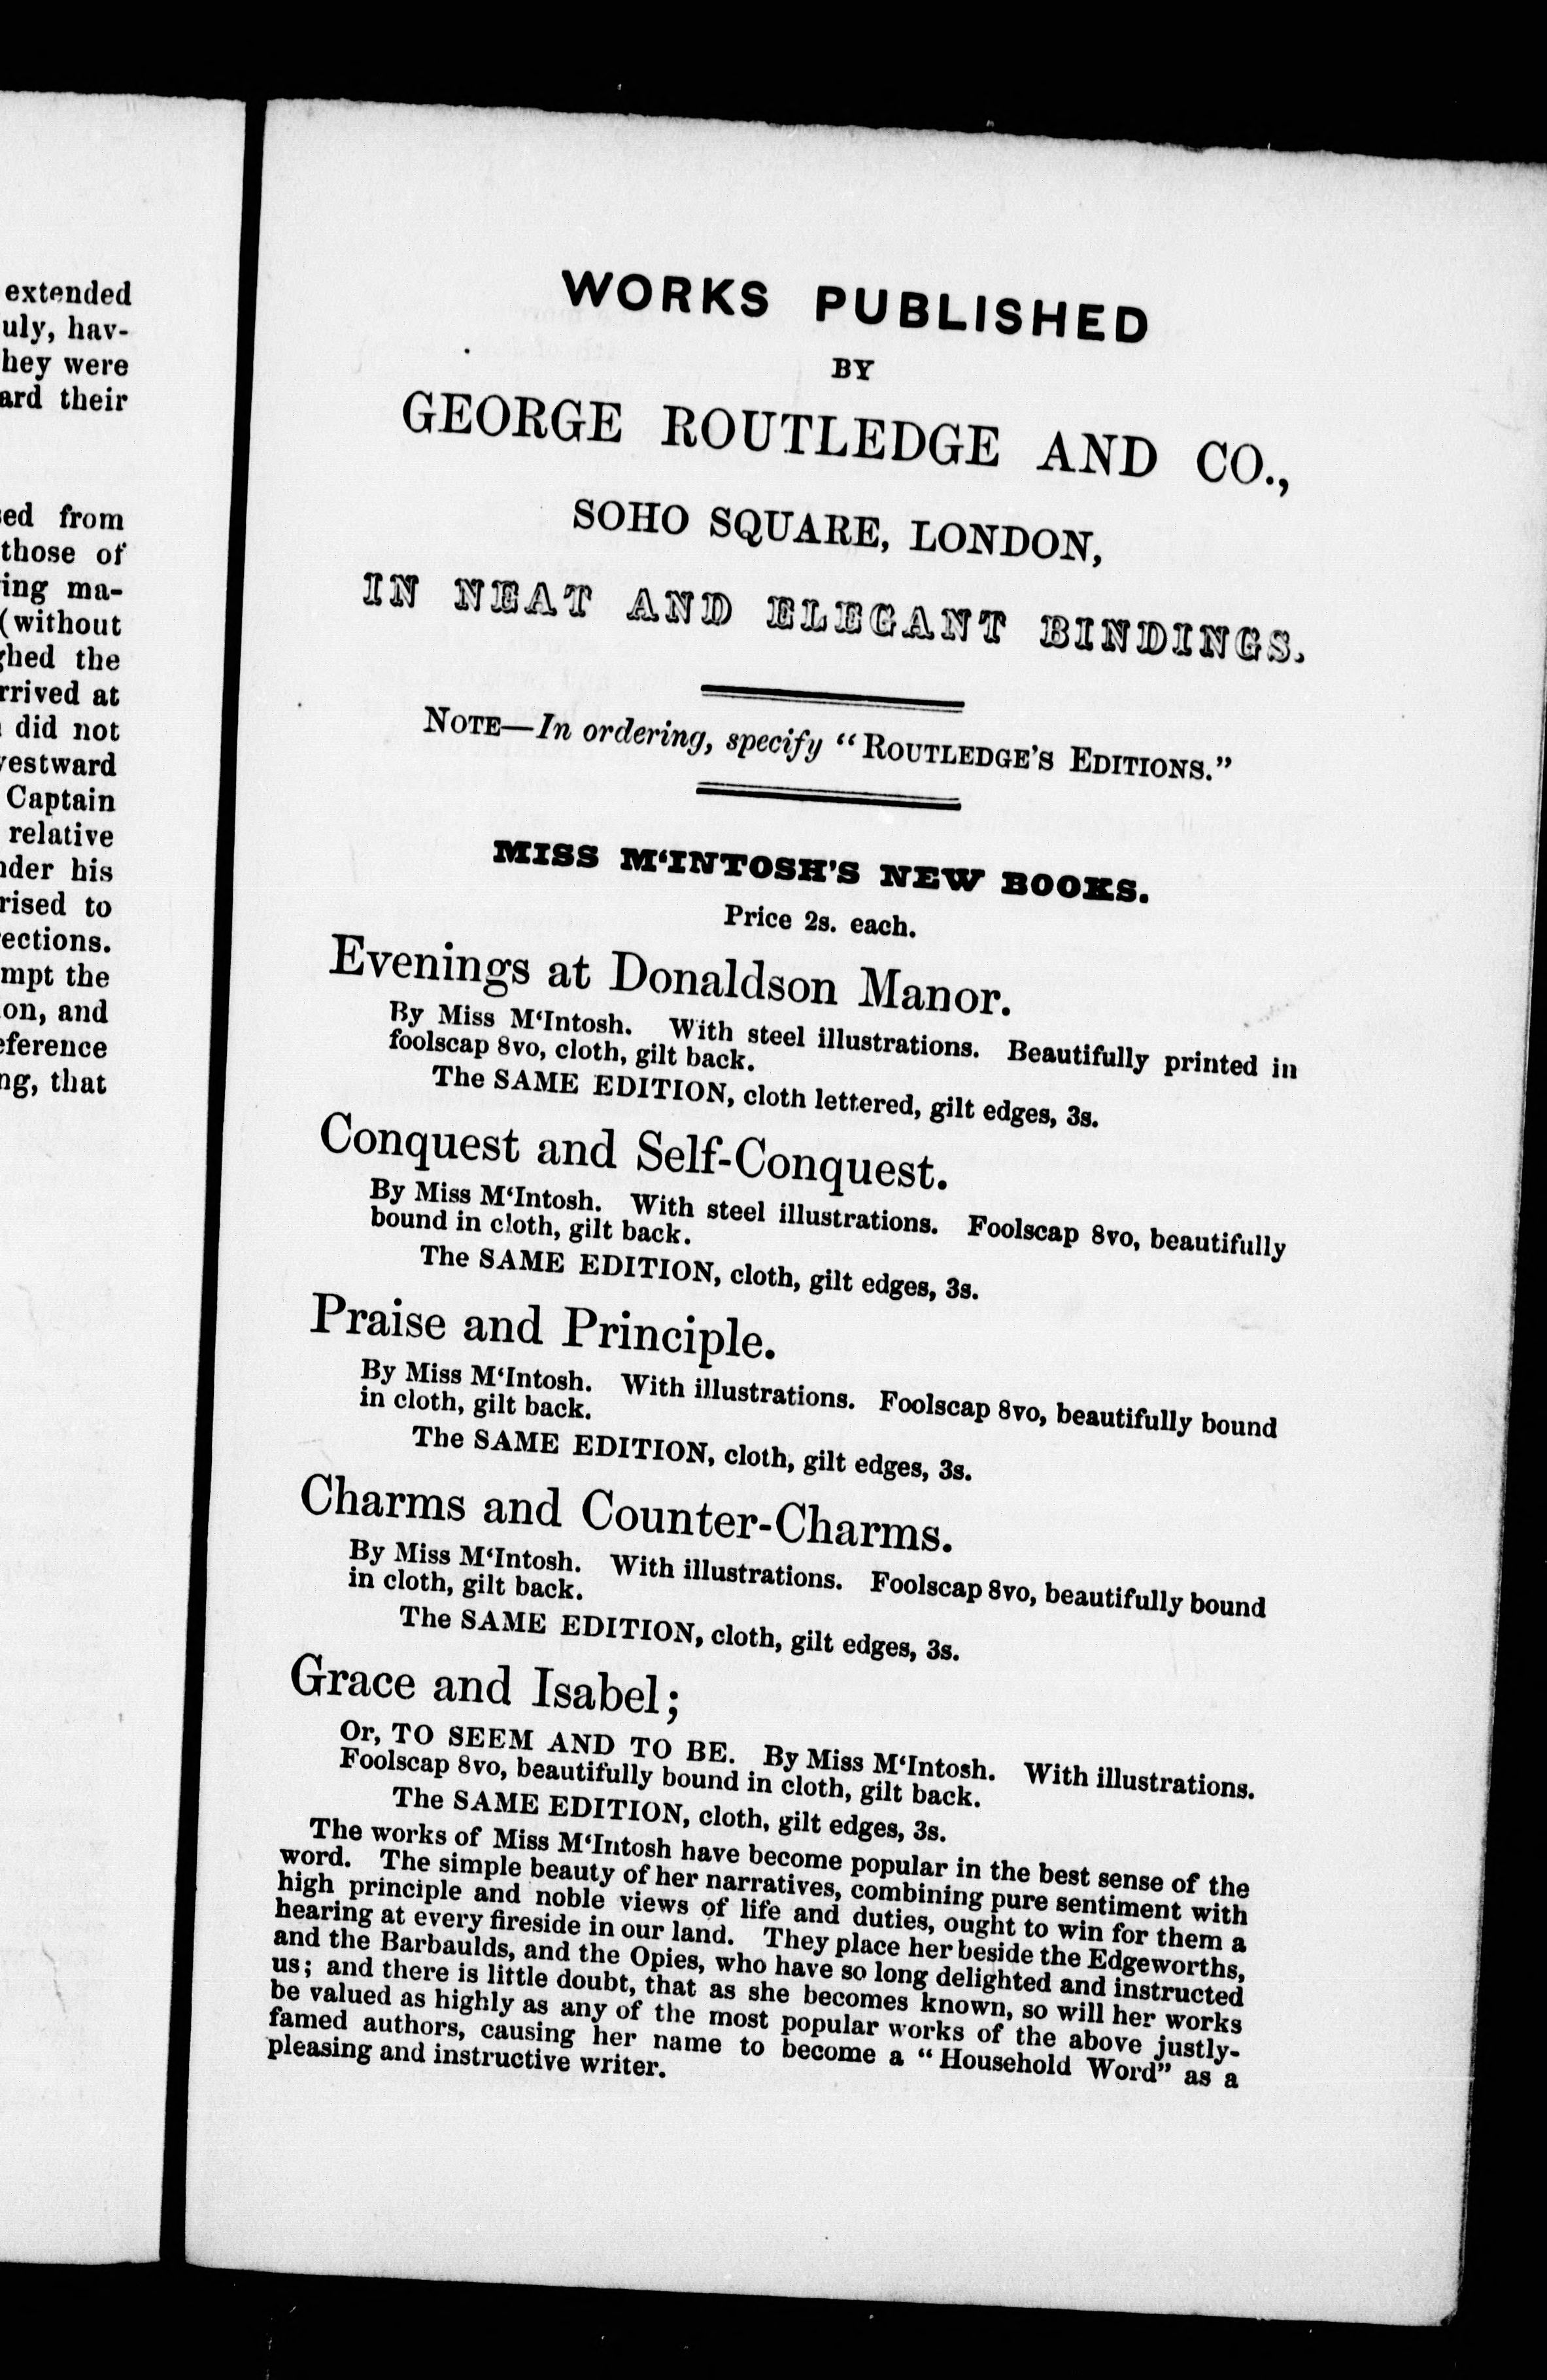 extended
uly, hav-
hey were
ard their
sed from
those of
ing ma-
(without
ghed the
rrived at
did not
vestward
Captain
relative
nder his
rised to
ections.
mpt the
on, and
eference
ng, that
WORKS PUBLISHED
BY
GEORGE ROUTLEDGE AND CO.,
SOHO SQUARE, LONDON,
IN NEAT AND ELEGANT BINDINGS.
NOTE—In ordering, specify “ROUTLEDGE'S EDITIONS.”
MISS M‘INTOSH'S NEW BOOKS.
Price 2s. each.
Evenings at Donaldson Manor.
By Miss M‘Intosh. With steel illustrations. Beautifully printed in
foolscap 8vo, cloth, gilt back.
The SAME EDITION, cloth lettered, gilt edges, 3s.
Conquest and Self-Conquest.
By Miss M‘Intosh. With steel illustrations. Foolscap 8vo, beautifully
bound in cloth, gilt back.
The SAME EDITION, cloth, gilt edges, 3s.
Praise and Principle.
By Miss M‘Intosh. With illustrations. Foolscap 8vo, beautifully bound
in cloth, gilt back.
The SAME EDITION, cloth, gilt edges, 3s.
Charms and Counter-Charms.
By Miss M‘Intosh. With illustrations. Foolscap 8vo, beautifully bound
in cloth, gilt back.
The SAME EDITION, cloth, gilt edges, 3s.
Grace and Isabel;
Or, TO SEEM AND TO BE. By Miss M‘Intosh. With illustrations.
Foolscap 8vo, beautifully bound in cloth, gilt back.
The SAME EDITION, cloth, gilt edges, 3s.
The works of Miss M‘Intosh have become popular in the best sense of the
word. The simple beauty of her narratives, combining pure sentiment with
high principle and noble views of life and duties, ought to win for them a
hearing at every fireside in our land. They place her beside the Edgeworths,
and the Barbaulds, and the Opies, who have so long delighted and instructed
us; and there is little doubt, that as she becomes known, so will her works
be valued as highly as any of the most popular works of the above justly-
famed authors, causing her name to become a “Household Word” as a
pleasing and instructive writer.